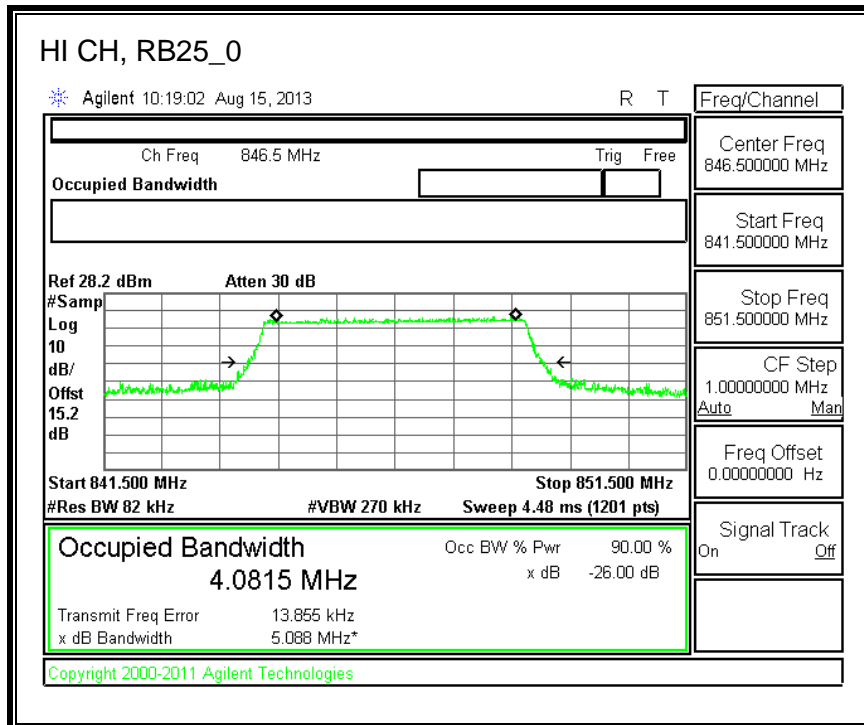 HI CH, RB25_0
Agilent 10:19:02 Aug 15, 2013 R T
Freq/Channel
Ch Freq 846.5 MHz Trig Free
Occupied Bandwidth
Center Freq
846.500000 MHz
Start Freq
841.500000 MHz
Stop Freq
851.500000 MHz
CF Step
1.00000000 MHz
Auto Man
Freq Offset
0.00000000 Hz
Signal Track
On Off
Ref 28.2 dBm Atten 30 dB
#Samp
Log
10
dB/
Offst
15.2
dB
Start 841.500 MHz Stop 851.500 MHz
#Res BW 82 kHz #VBW 270 kHz Sweep 4.48 ms (1201 pts)
Occupied Bandwidth Occ BW % Pwr 90.00 %
4.0815 MHz x dB -26.00 dB
Transmit Freq Error 13.855 kHz
x dB Bandwidth 5.088 MHz*
Copyright 2000-2011 Agilent Technologies